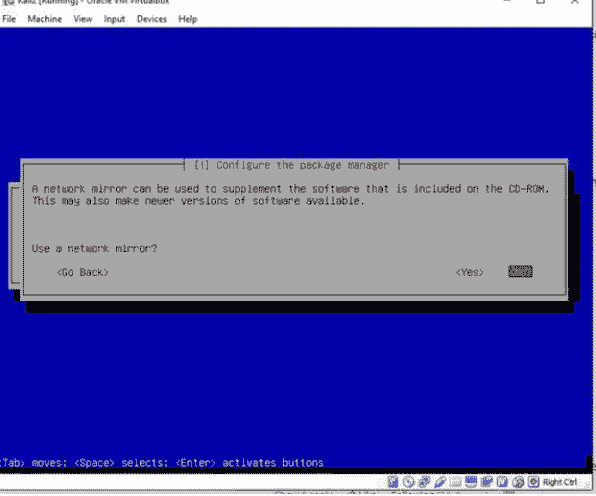 [Running] - Oracle VM VirtualBox
File Machine View Input Devices Help
[!] Configure the package manager
A network mirror can be used to supplement the software that is included on the CD-ROM.
This may also make newer versions of software available.
Use a network mirror?
<Go Back> <Yes>
<Tab> moves; <Space> selects; <Enter> activates buttons
Right Ctrl